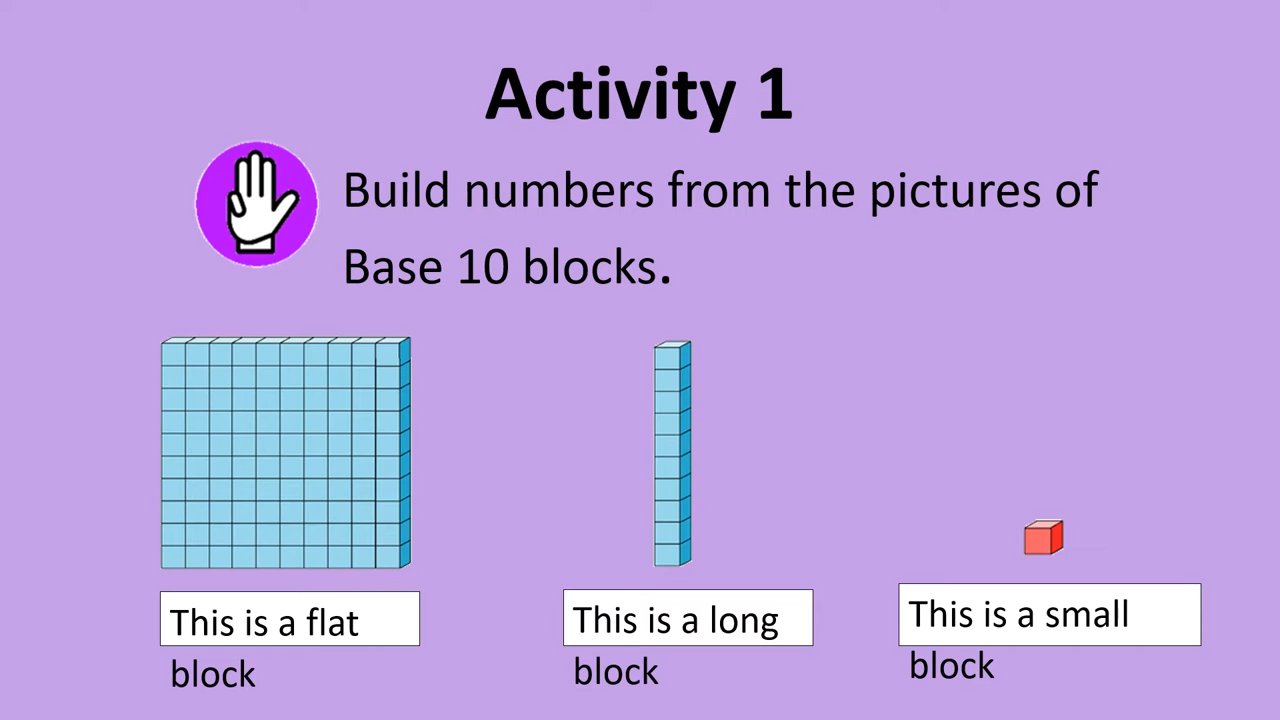 Activity 1
Build numbers from the pictures of
Base 10 blocks.
This is a flat
block
This is a long
block
This is a small
block